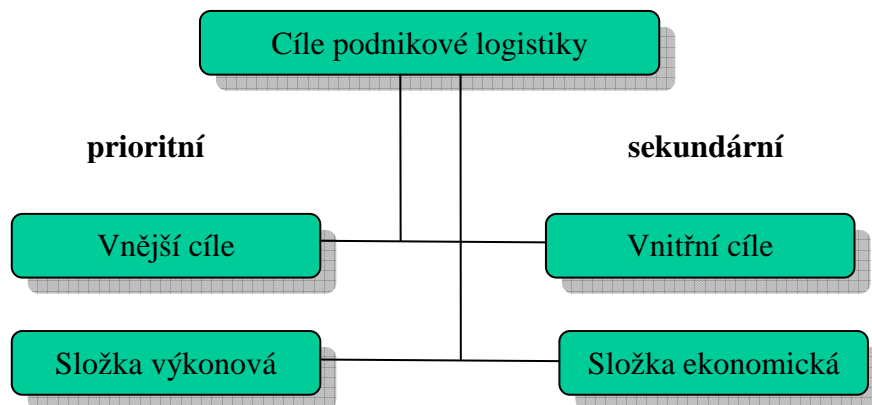 Cíle podnikové logistiky
prioritní
sekundární
Vnější cíle
Vnitřní cíle
Složka výkonová
Složka ekonomická